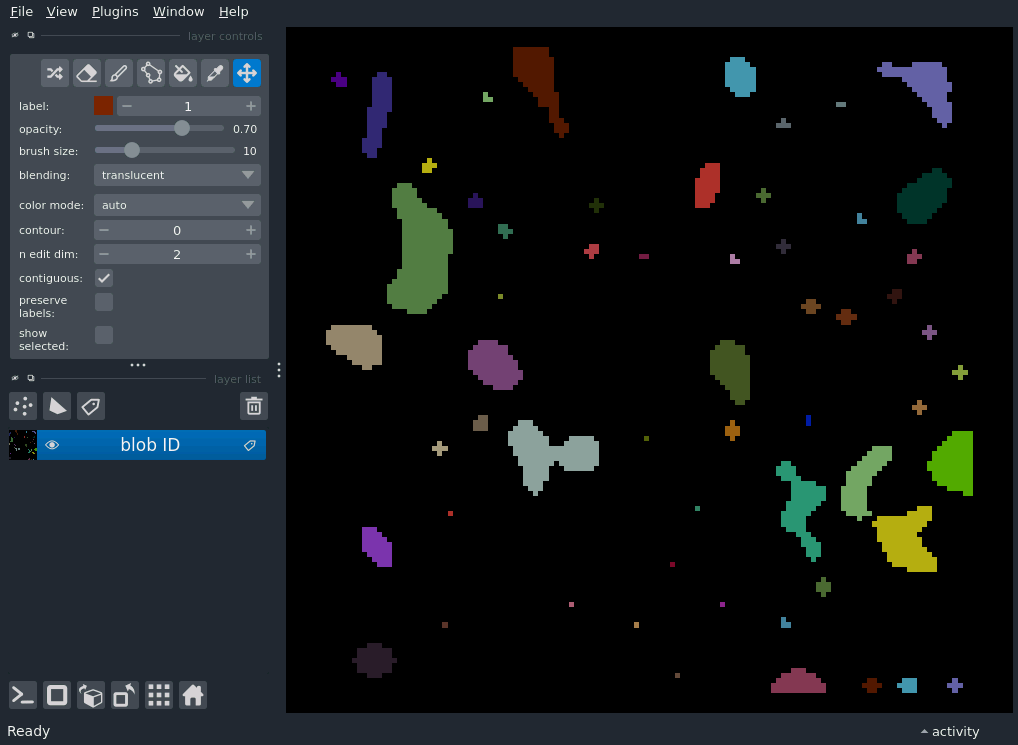 File View Plugins Window Help
layer controls
label: 1
opacity: 0.70
brush size: 10
blending: translucent
color mode: auto
contour: 0
n edit dim: 2
contiguous:
preserve
labels:
show
selected:
layer list
blob ID
Ready
activity